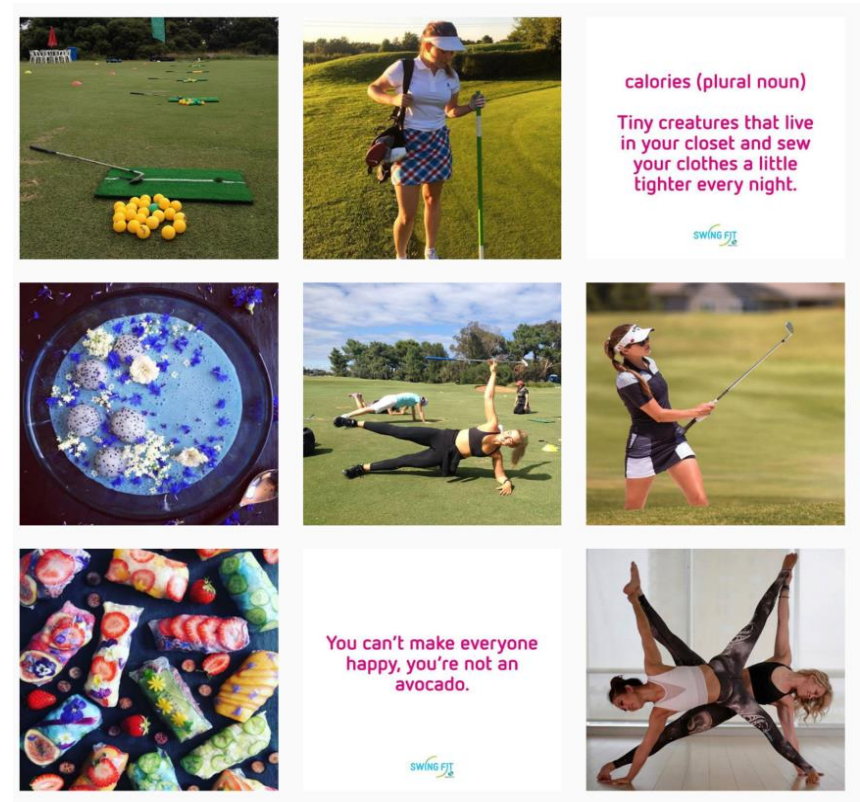 calories (plural noun)
Tiny creatures that live
in your closet and sew
your clothes a little
tighter every night.
SWING FIT
You can't make everyone
happy, you're not an
avocado.
SWING FIT